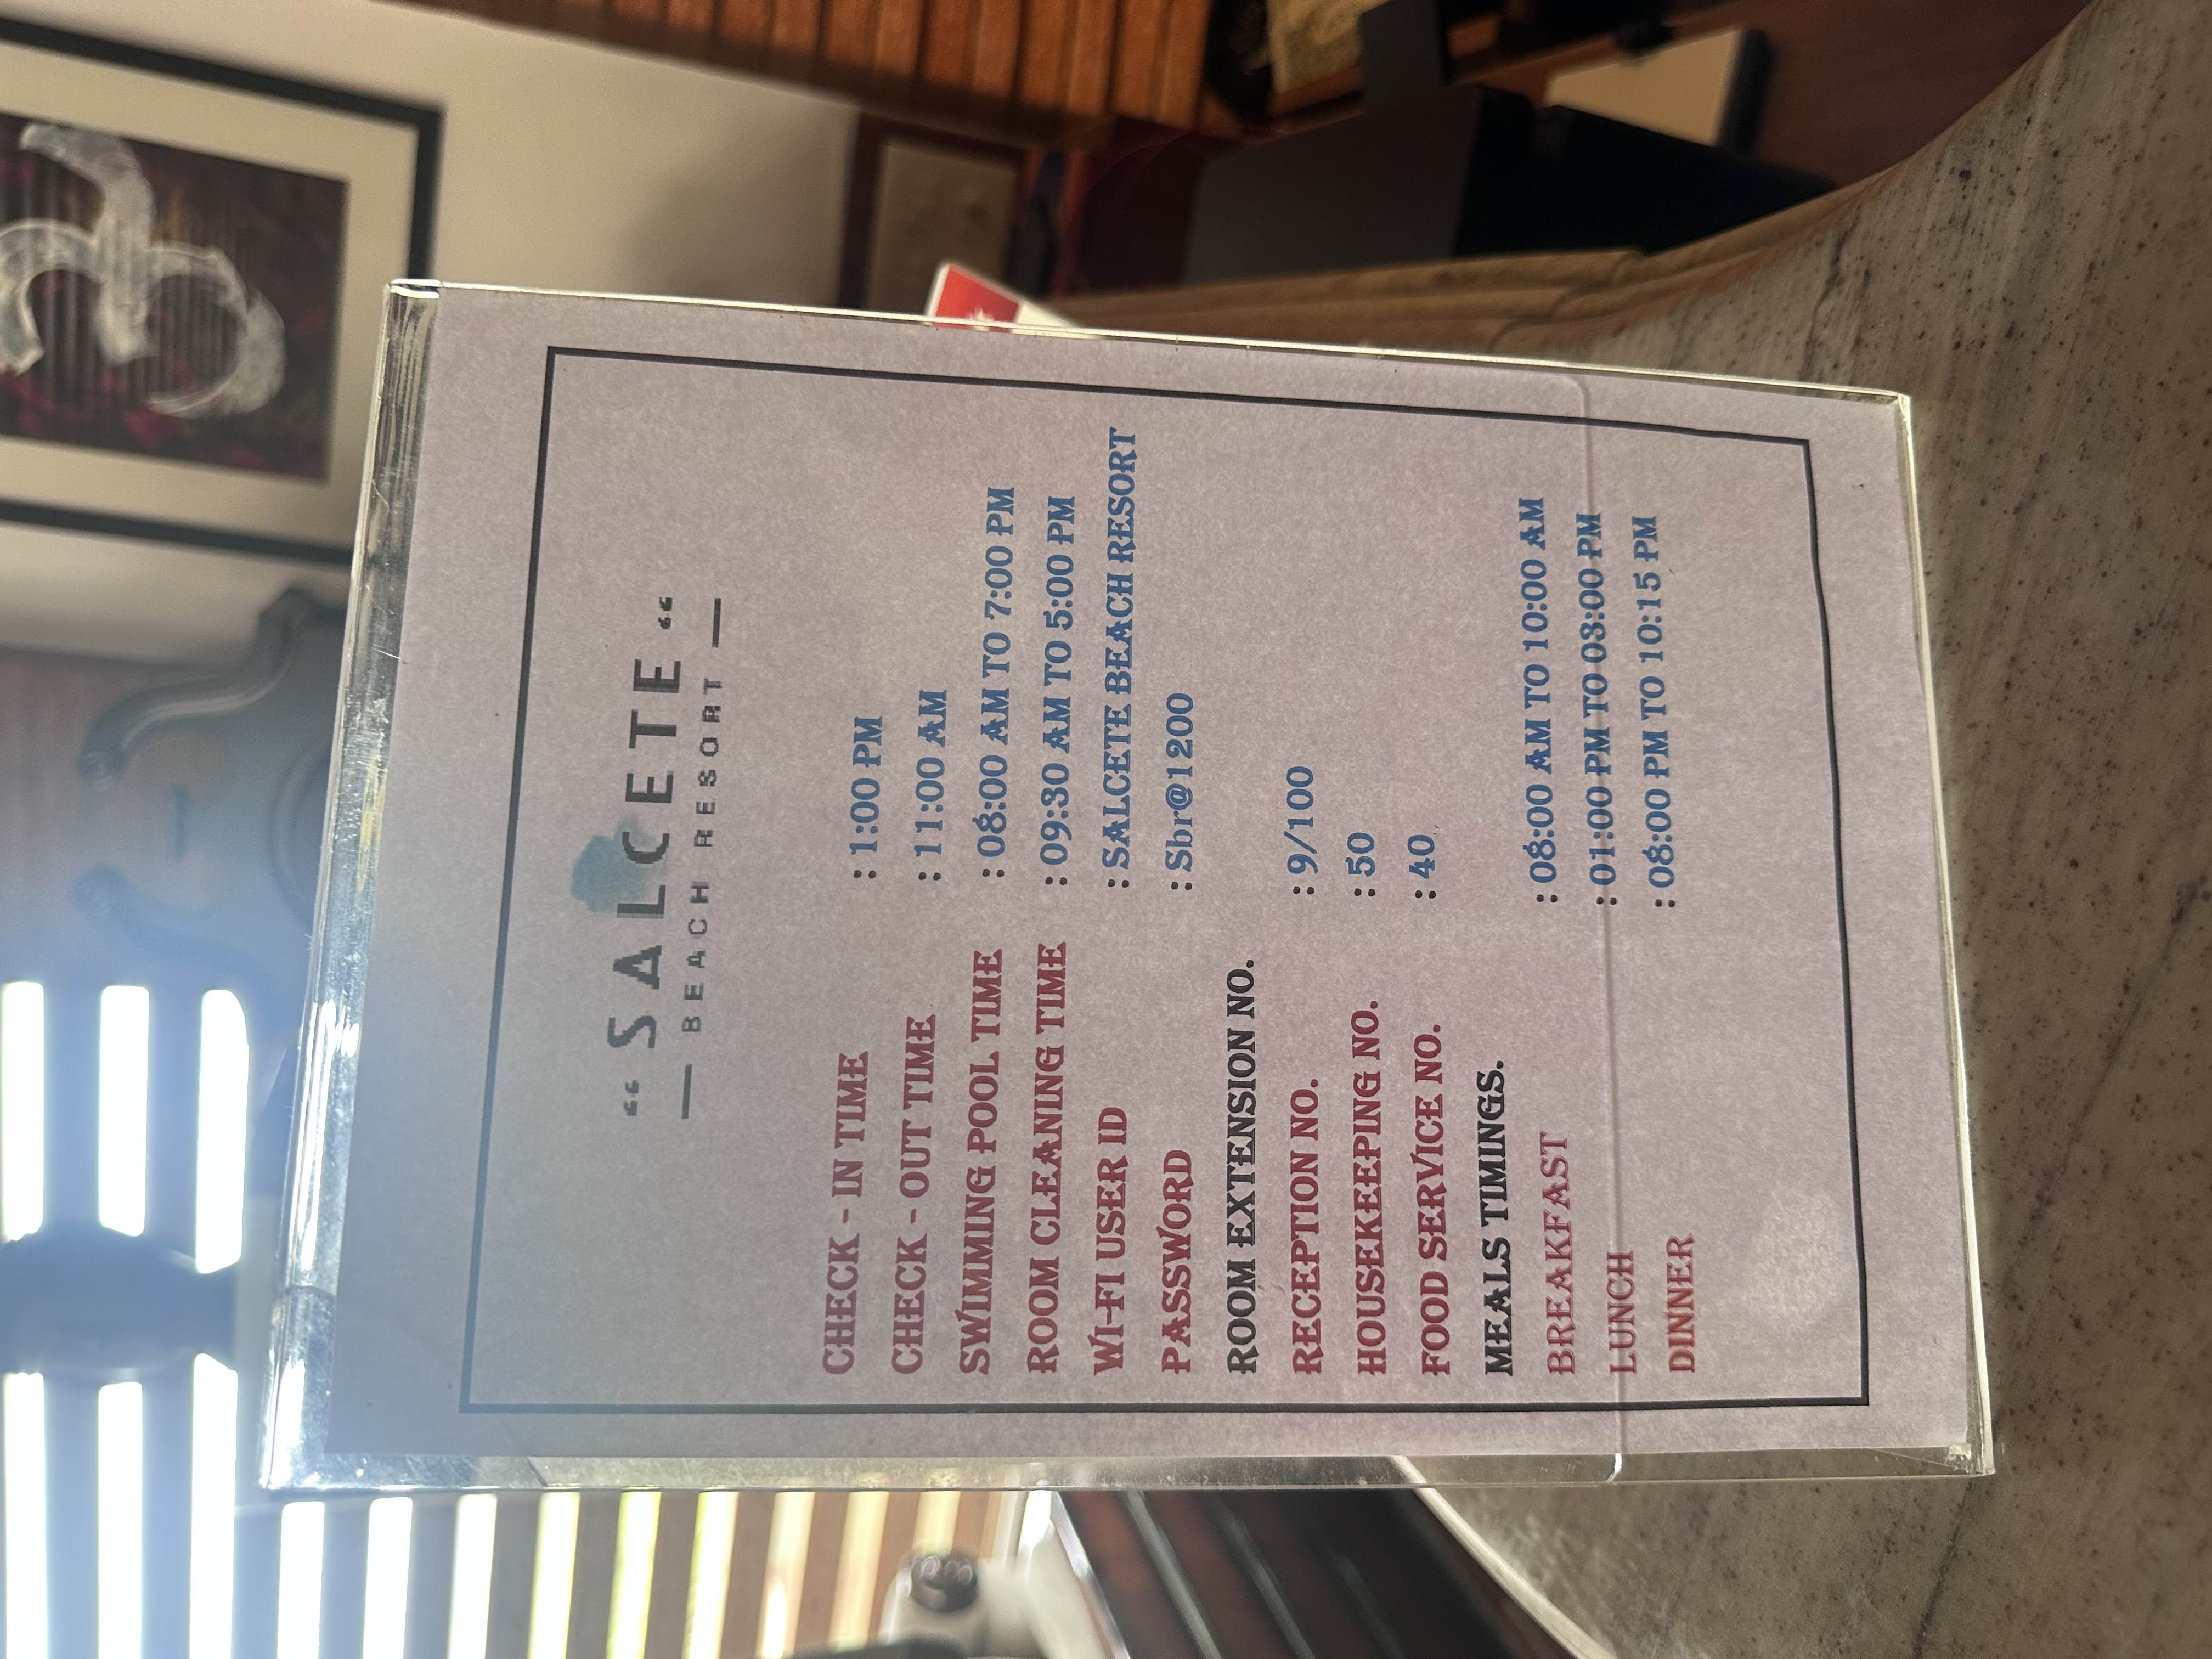 “SALCETE“
— BEACH RESORT —
CHECK - IN TIME : 1:00 PM
CHECK - OUT TIME : 11:00 AM
SWIMMING POOL TIME : 08:00 AM TO 7:00 PM
ROOM CLEANING TIME : 09:30 AM TO 5:00 PM
WI-FI USER ID : SALCETE BEACH RESORT
PASSWORD : Sbr@1200
ROOM EXTENSION NO.
RECEPTION NO. : 9/100
HOUSEKEEPING NO. : 50
FOOD SERVICE NO. : 40
MEALS TIMINGS.
BREAKFAST : 08:00 AM TO 10:00 AM
LUNCH : 01:00 PM TO 03:00 PM
DINNER : 08:00 PM TO 10:15 PM